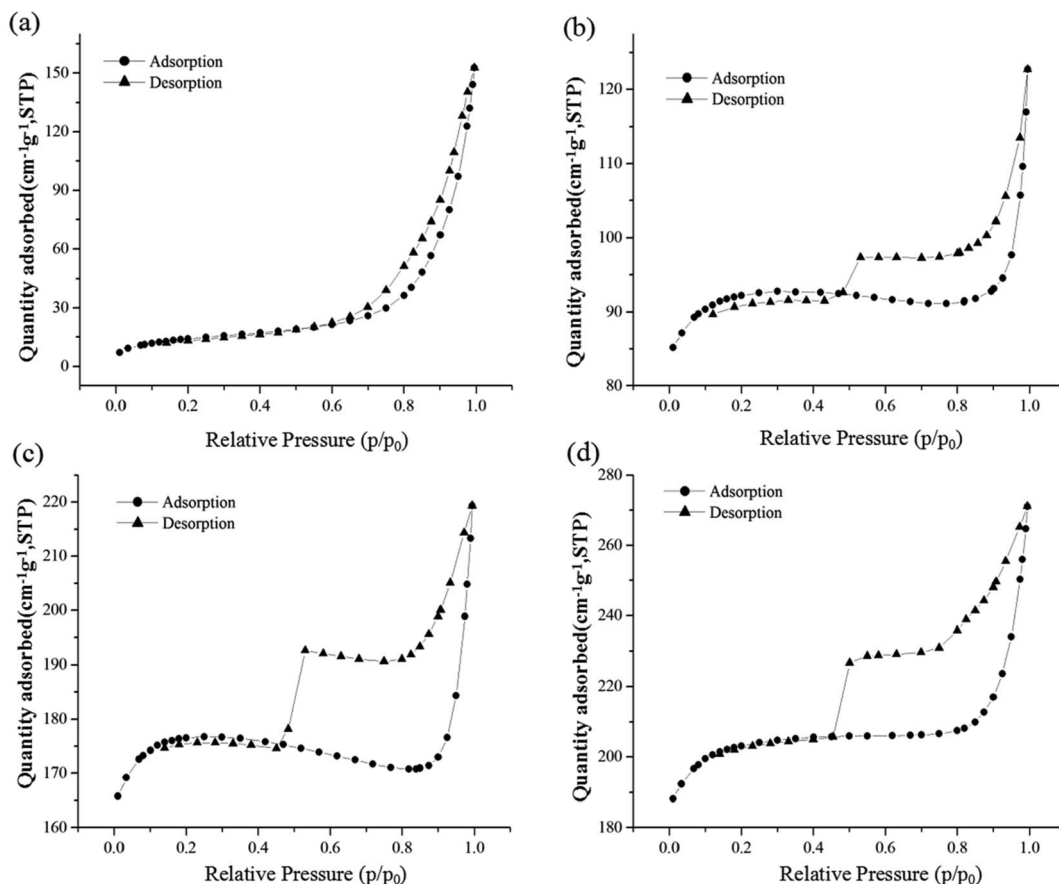 (a)
Quantity adsorbed(cm⁻¹g⁻¹,STP)
150
120
90
60
30
0
Adsorption
Desorption
0.0 0.2 0.4 0.6 0.8 1.0
Relative Pressure (p/p₀)
(b)
Quantity adsorbed(cm⁻¹g⁻¹,STP)
120
110
100
90
80
Adsorption
Desorption
0.0 0.2 0.4 0.6 0.8 1.0
Relative Pressure (p/p₀)
(c)
Quantity adsorbed(cm⁻¹g⁻¹,STP)
220
210
200
190
180
170
160
Adsorption
Desorption
0.0 0.2 0.4 0.6 0.8 1.0
Relative Pressure (p/p₀)
(d)
Quantity adsorbed(cm⁻¹g⁻¹,STP)
280
260
240
220
200
180
Adsorption
Desorption
0.0 0.2 0.4 0.6 0.8 1.0
Relative Pressure (p/p₀)